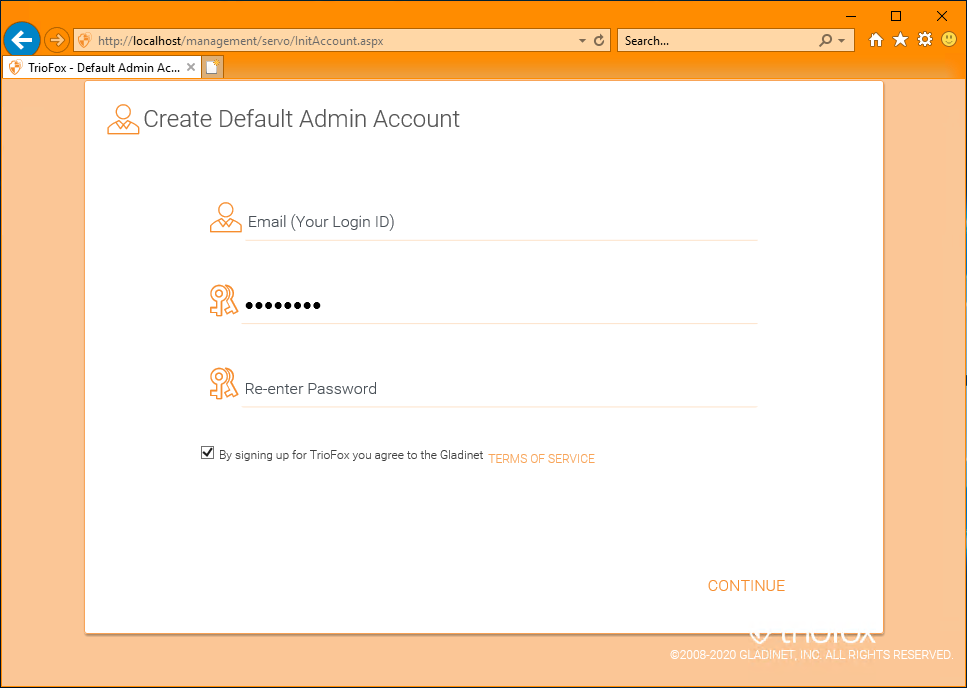 http://localhost/management/servo/InitAccount.aspx
Search...
TrioFox - Default Admin Ac...
Create Default Admin Account
Email (Your Login ID)
••••••••
Re-enter Password
By signing up for TrioFox you agree to the Gladinet TERMS OF SERVICE
CONTINUE
triofox
©2008-2020 GLADINET, INC. ALL RIGHTS RESERVED.